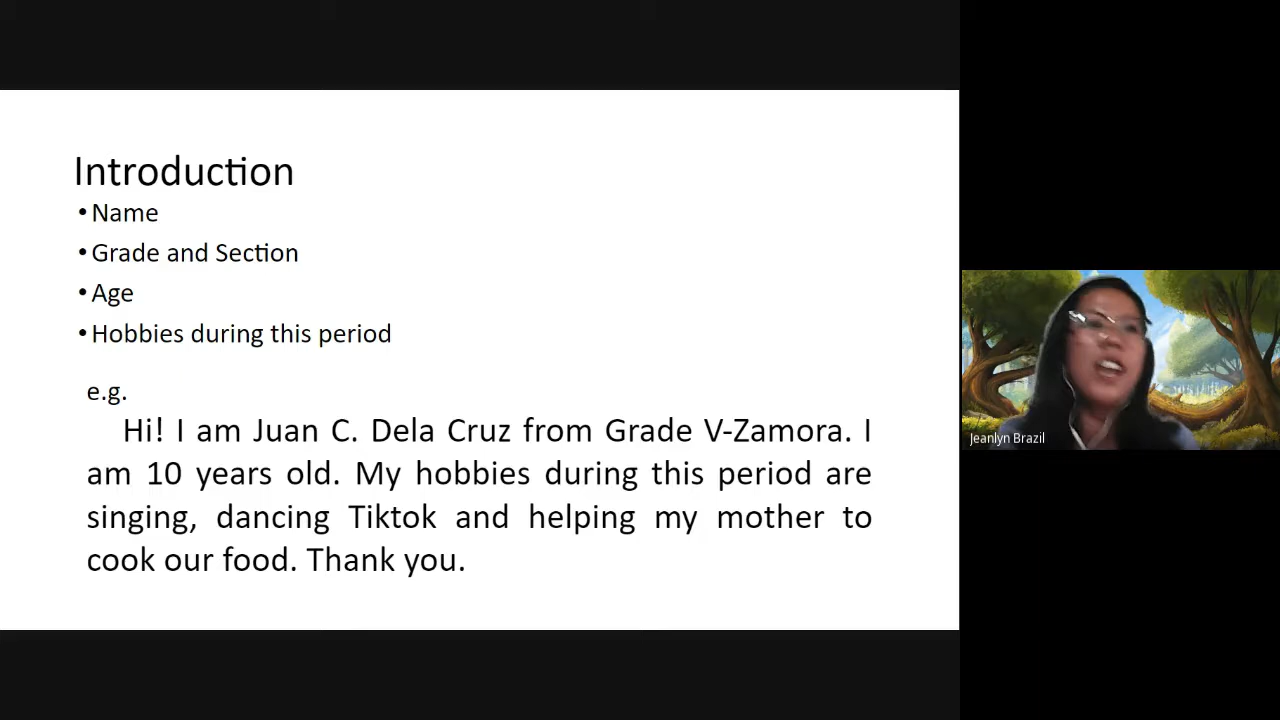 Introduction
• Name
• Grade and Section
• Age
• Hobbies during this period
e.g.
Hi! I am Juan C. Dela Cruz from Grade V-Zamora. I
am 10 years old. My hobbies during this period are
singing, dancing Tiktok and helping my mother to
cook our food. Thank you.
Jeanlyn Brazil